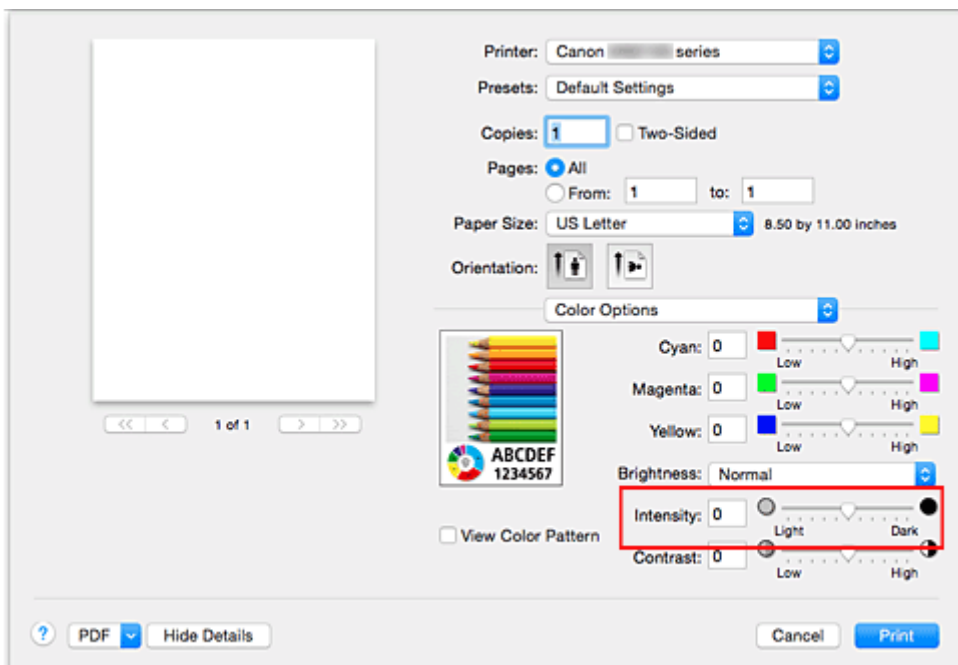 Printer: Canon series
Presets: Default Settings
Copies: 1 Two-Sided
Pages: All
From: 1 to: 1
Paper Size: US Letter 8.50 by 11.00 inches
Orientation:
Color Options
Cyan: 0
Low High
Magenta: 0
Low High
Yellow: 0
Low High
ABCDEF
1234567
Brightness: Normal
Intensity: 0
Light Dark
View Color Pattern
Contrast: 0
Low High
<< < 1 of 1 > >>
? PDF Hide Details Cancel Print